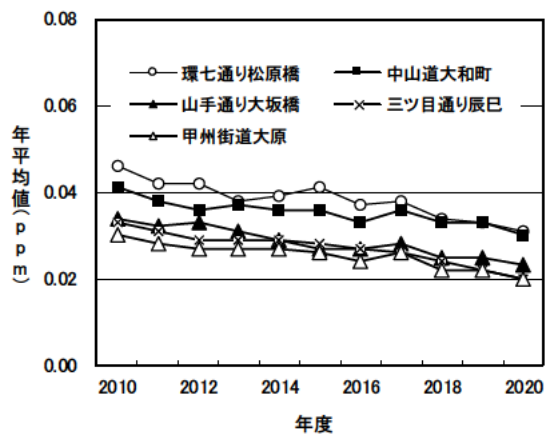 0.08
0.06
0.04
0.02
0.00
年平均値(ppm)
環七通り松原橋 中山道大和町
山手通り大坂橋 三ツ目通り辰巳
甲州街道大原
2010 2012 2014 2016 2018 2020
年度